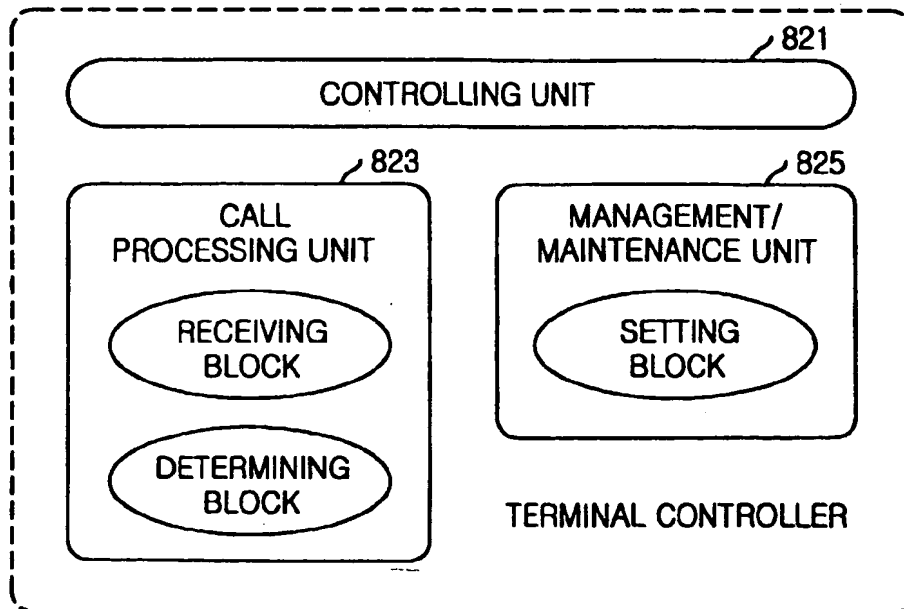 821
CONTROLLING UNIT
823
CALL
PROCESSING UNIT
RECEIVING
BLOCK
DETERMINING
BLOCK
825
MANAGEMENT/
MAINTENANCE UNIT
SETTING
BLOCK
TERMINAL CONTROLLER